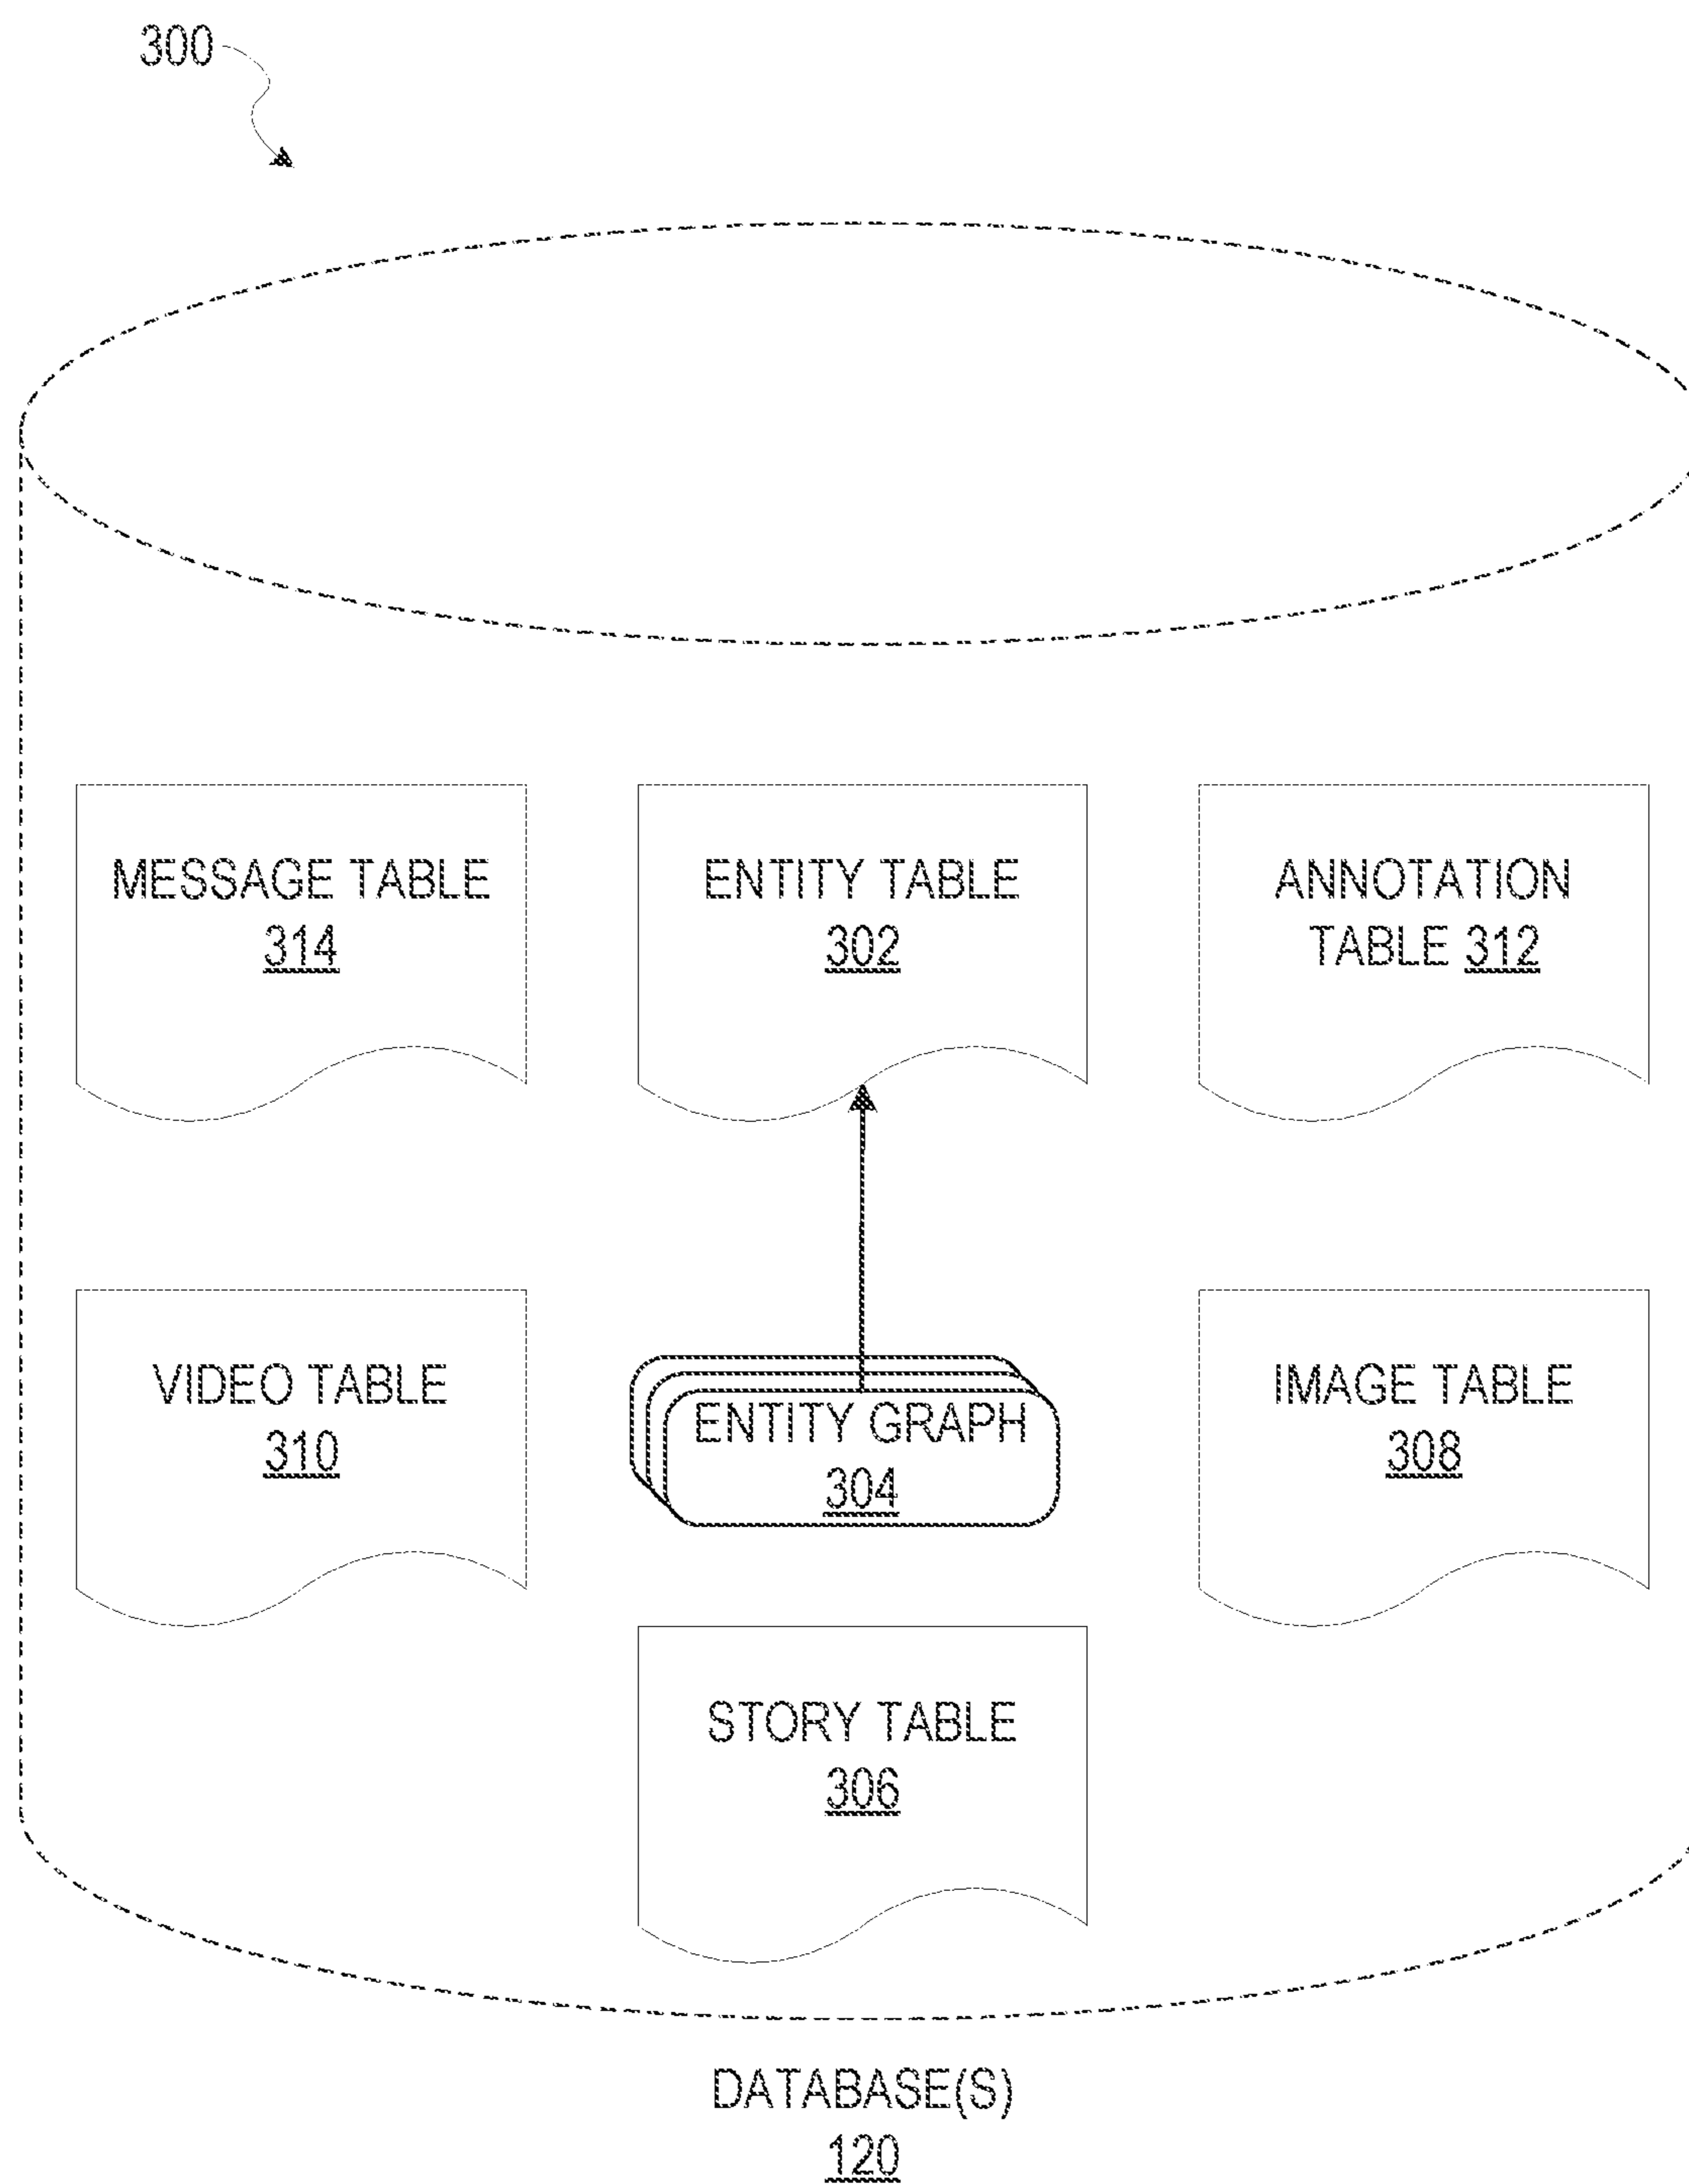 300
MESSAGE TABLE
314
ENTITY TABLE
302
ANNOTATION
TABLE 312
VIDEO TABLE
310
ENTITY GRAPH
304
IMAGE TABLE
308
STORY TABLE
306
DATABASE(S)
120